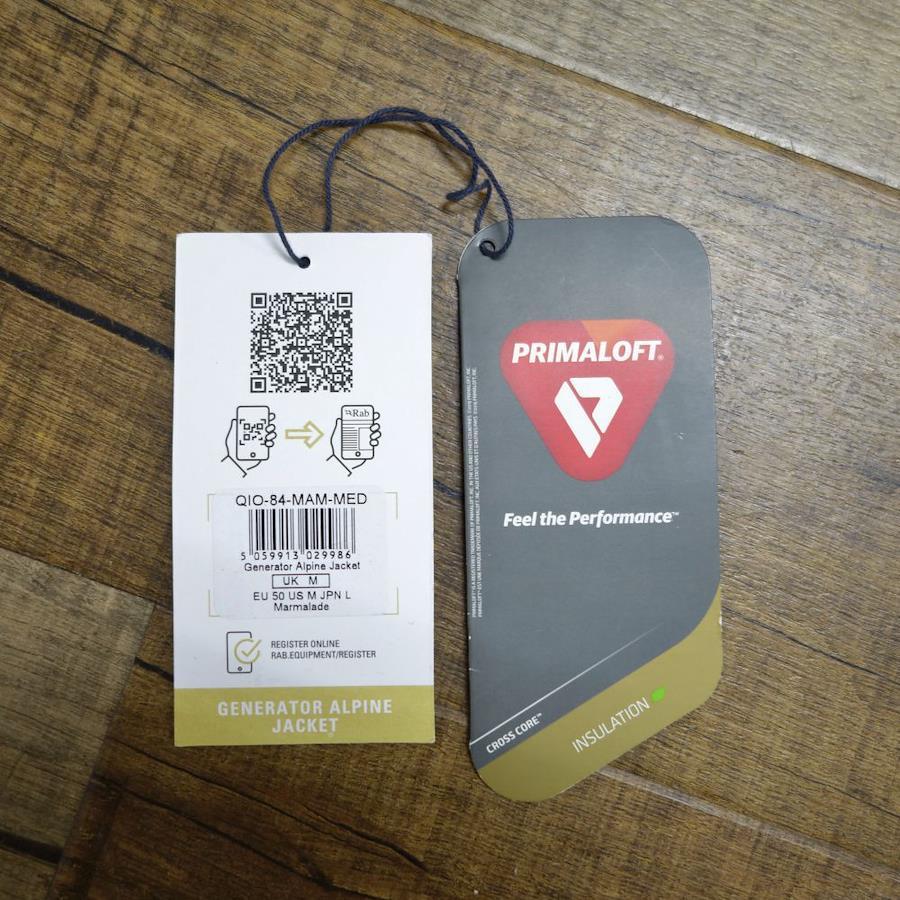 Rab
QIO-84-MAM-MED
5 059913 029986
Generator Alpine Jacket
UK M
EU 50 US M JPN L
Marmalade
REGISTER ONLINE
RAB.EQUIPMENT/REGISTER
GENERATOR ALPINE
JACKET
PRIMALOFT®
Feel the Performance™
CROSS CORE™
INSULATION